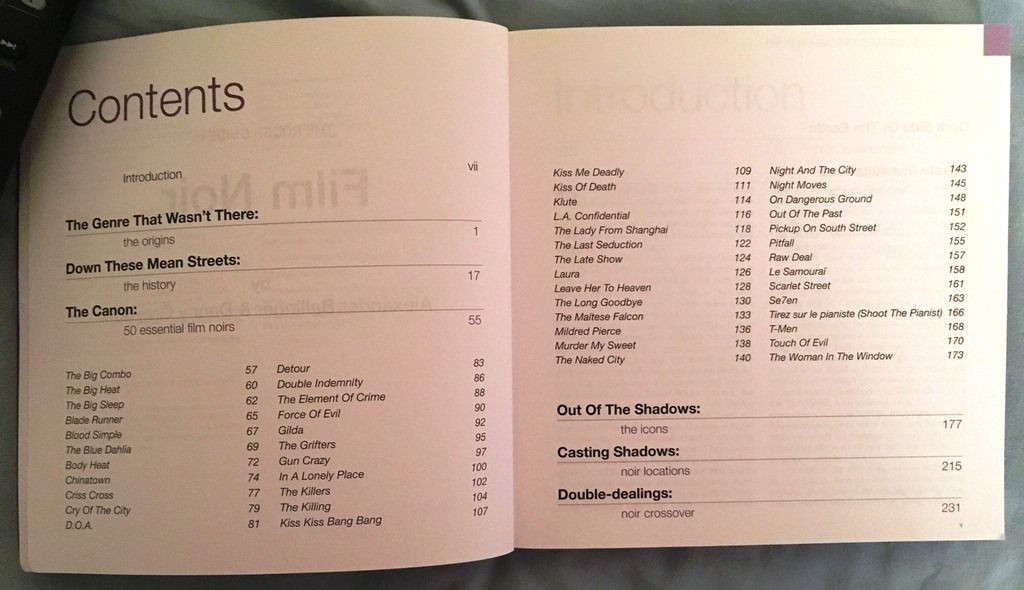 Contents
Introduction vii
The Genre That Wasn't There:
the origins 1
Down These Mean Streets:
the history 17
The Canon:
50 essential film noirs 55
The Big Combo 57
The Big Heat 60
The Big Sleep 62
Blade Runner 65
Blood Simple 67
The Blue Dahlia 69
Body Heat 72
Chinatown 74
Criss Cross 77
Cry Of The City 79
D.O.A. 81
Detour 83
Double Indemnity 86
The Element Of Crime 88
Force Of Evil 90
Gilda 92
The Grifters 95
Gun Crazy 97
In A Lonely Place 100
The Killers 102
The Killing 104
Kiss Kiss Bang Bang 107
Kiss Me Deadly 109
Kiss Of Death 111
Klute 114
L.A. Confidential 116
The Lady From Shanghai 118
The Last Seduction 122
The Late Show 124
Laura 126
Leave Her To Heaven 128
The Long Goodbye 130
The Maltese Falcon 133
Mildred Pierce 136
Murder My Sweet 138
The Naked City 140
Night And The City 143
Night Moves 145
On Dangerous Ground 148
Out Of The Past 151
Pickup On South Street 152
Pitfall 155
Raw Deal 157
Le Samouraï 158
Scarlet Street 161
Se7en 163
Tirez sur le pianiste (Shoot The Pianist) 166
T-Men 168
Touch Of Evil 170
The Woman In The Window 173
Out Of The Shadows:
the icons 177
Casting Shadows:
noir locations 215
Double-dealings:
noir crossover 231